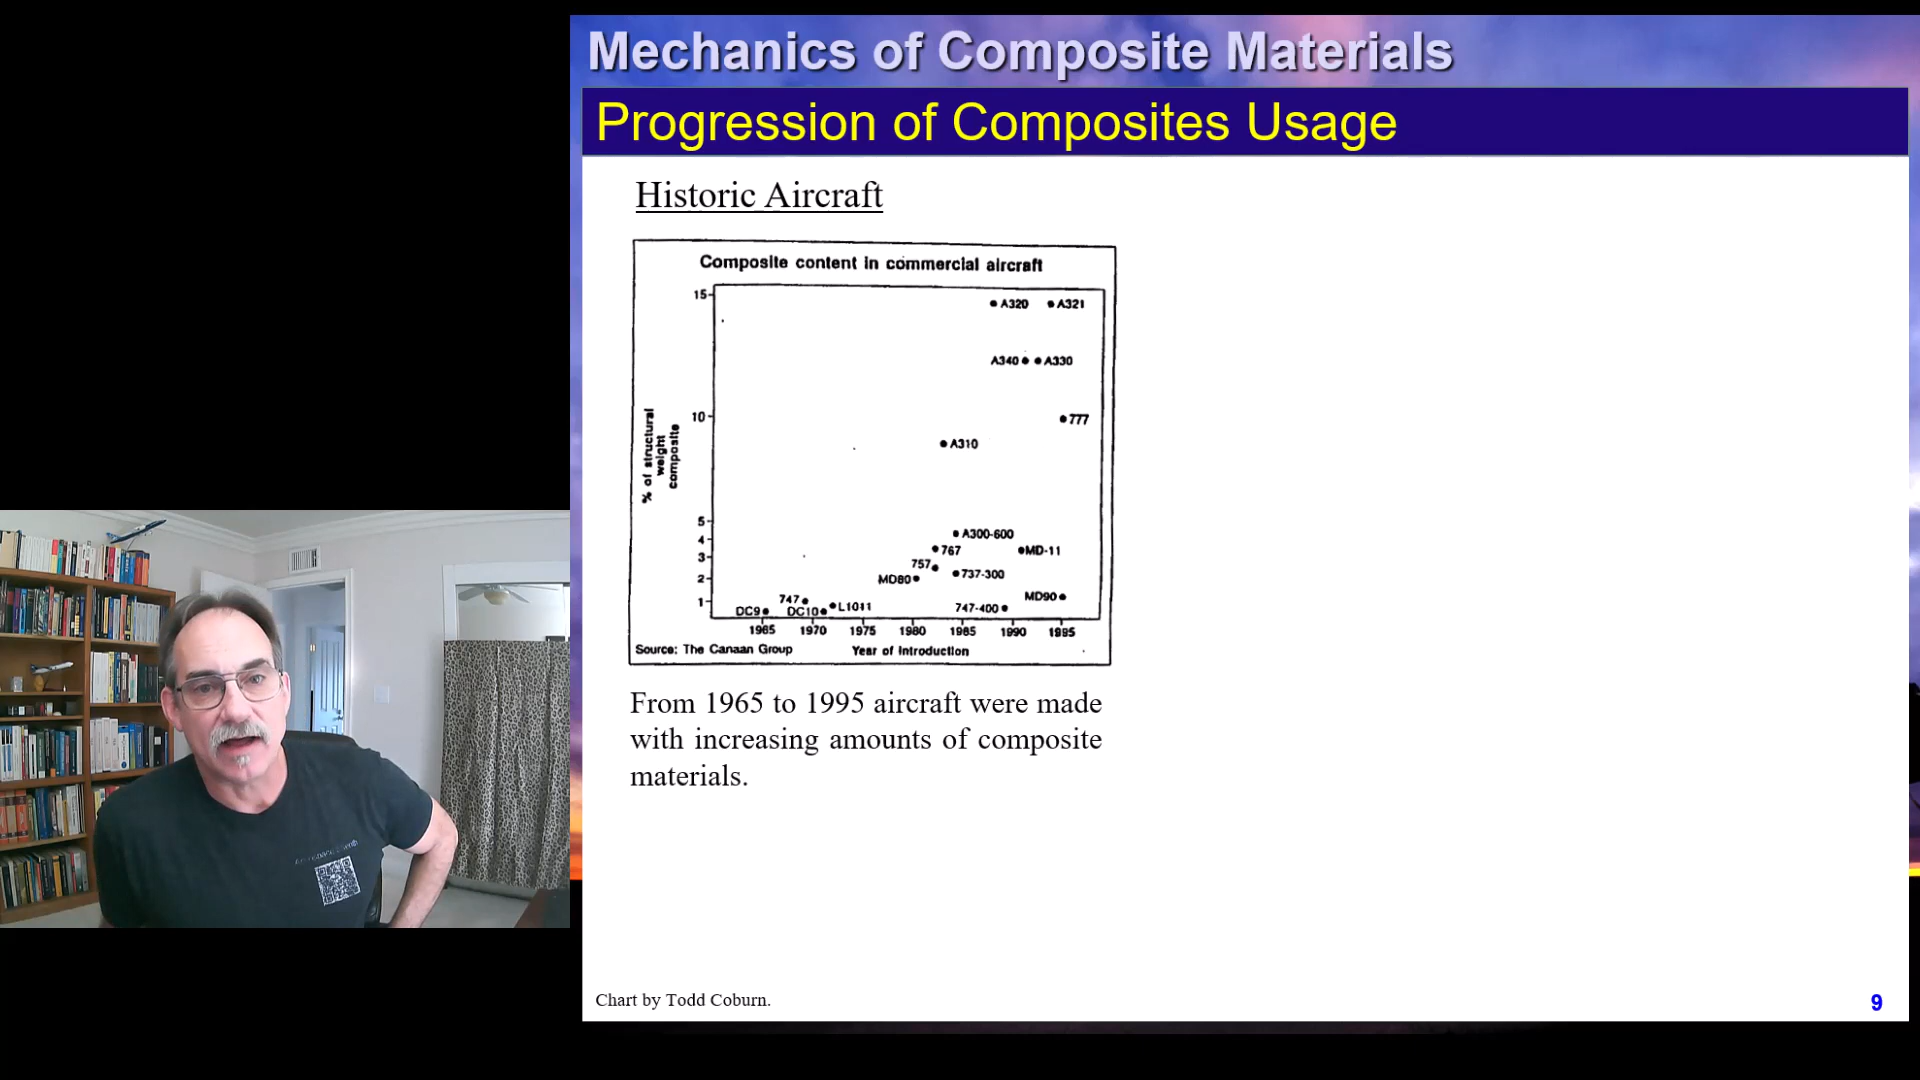 Mechanics of Composite Materials
Progression of Composites Usage
Historic Aircraft
Composite content in commercial aircraft
% of structural
weight
composite
15
10
5
4
3
2
1
A320
A321
A340
A330
777
A310
A300-600
767
MD-11
757
737-300
MD80
MD90
747
747-400
DC9
DC10
L1011
1965 1970 1975 1980 1985 1990 1995
Source: The Canaan Group
Year of Introduction
From 1965 to 1995 aircraft were made
with increasing amounts of composite
materials.
Chart by Todd Coburn.
9